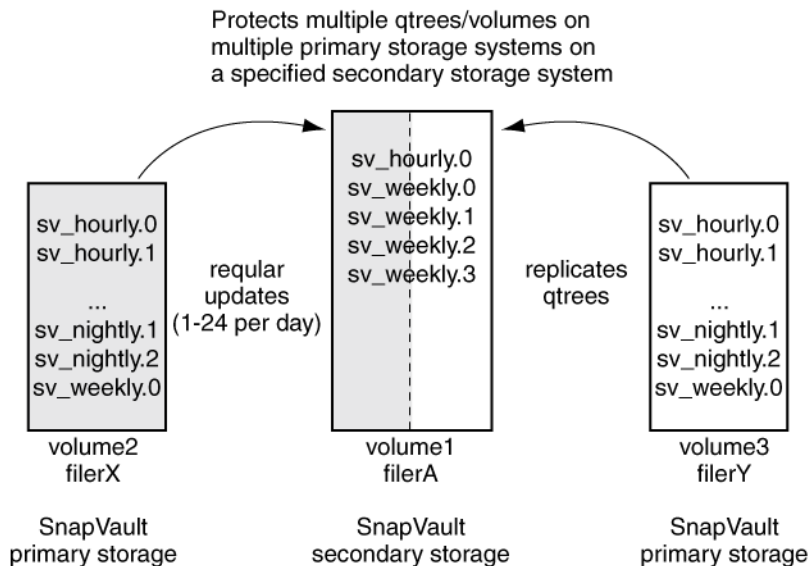 Protects multiple qtrees/volumes on
multiple primary storage systems on
a specified secondary storage system
sv_hourly.0
sv_hourly.1
...
sv_nightly.1
sv_nightly.2
sv_weekly.0
volume2
filerX
SnapVault
primary storage
reqular
updates
(1-24 per day)
sv_hourly.0
sv_weekly.0
sv_weekly.1
sv_weekly.2
sv_weekly.3
volume1
filerA
SnapVault
secondary storage
replicates
qtrees
sv_hourly.0
sv_hourly.1
...
sv_nightly.1
sv_nightly.2
sv_weekly.0
volume3
filerY
SnapVault
primary storage